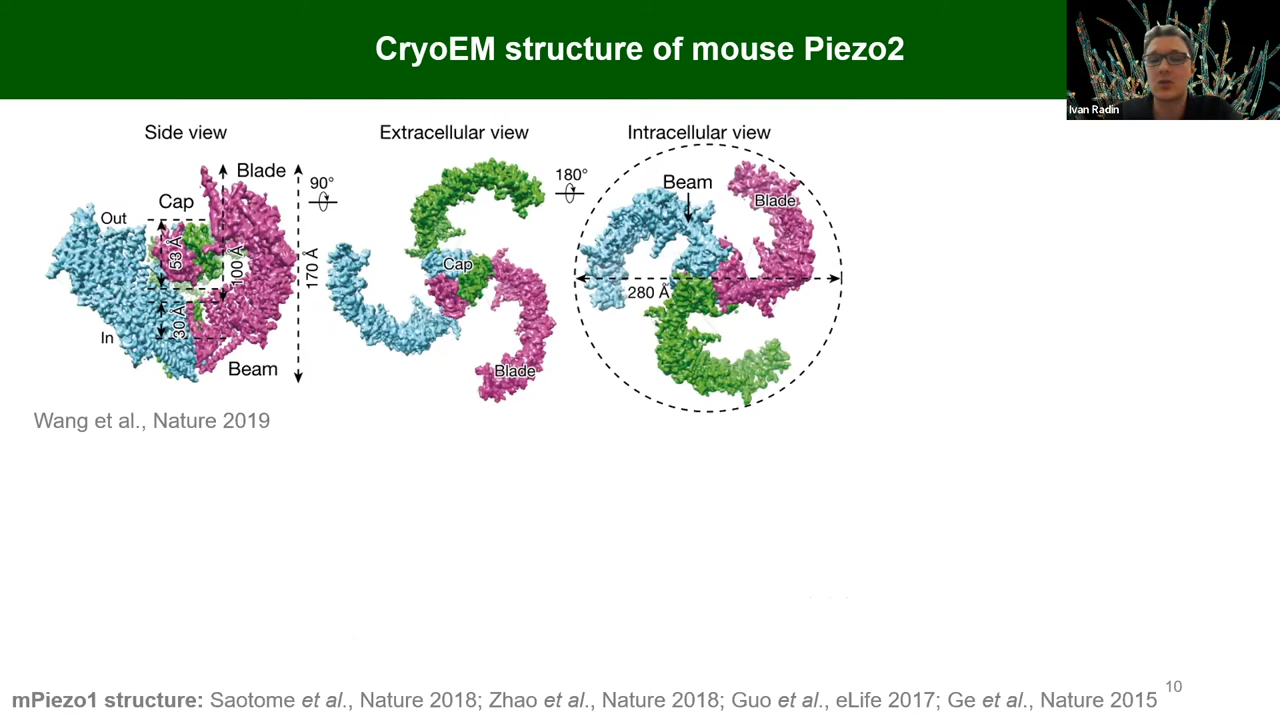 CryoEM structure of mouse Piezo2
Ivan Radin
Side view
Extracellular view
Intracellular view
Blade
90°
180°
Beam
Cap
Blade
Out
53 Å
100 Å
170 Å
Cap
280 Å
30 Å
In
Beam
Blade
Wang et al., Nature 2019
mPiezo1 structure: Saotome et al., Nature 2018; Zhao et al., Nature 2018; Guo et al., eLife 2017; Ge et al., Nature 2015
10